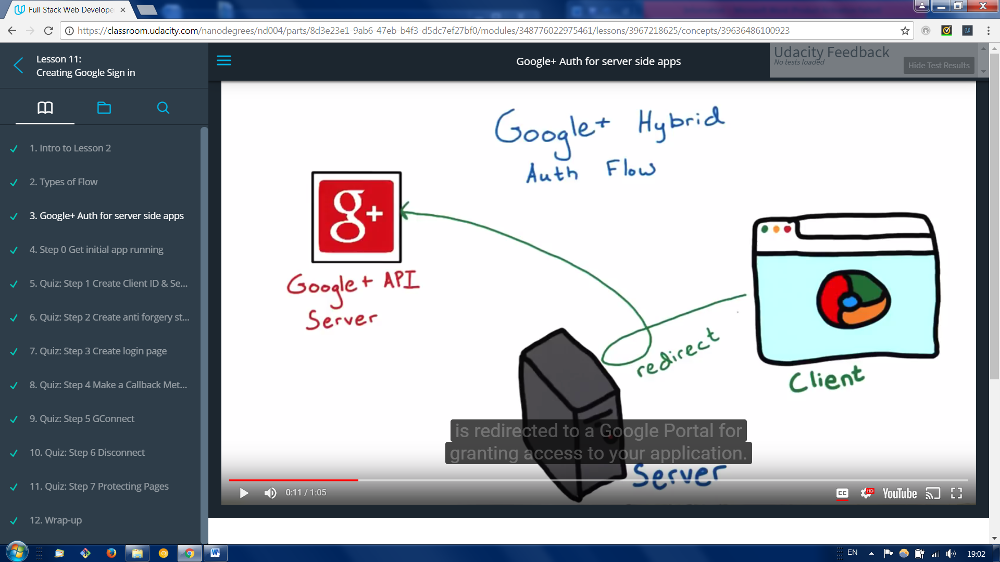 Full Stack Web Develope
https://classroom.udacity.com/nanodegrees/nd004/parts/8d3e23e1-9ab6-47eb-b4f3-d5dc7ef27bf0/modules/348776022975461/lessons/3967218625/concepts/39636486100923
Lesson 11:
Creating Google Sign in
1. Intro to Lesson 2
2. Types of Flow
3. Google+ Auth for server side apps
4. Step 0 Get initial app running
5. Quiz: Step 1 Create Client ID & Se...
6. Quiz: Step 2 Create anti forgery st...
7. Quiz: Step 3 Create login page
8. Quiz: Step 4 Make a Callback Met...
9. Quiz: Step 5 GConnect
10. Quiz: Step 6 Disconnect
11. Quiz: Step 7 Protecting Pages
12. Wrap-up
Google+ Auth for server side apps
Udacity Feedback
No tests loaded
Hide Test Results
Google+ Hybrid
Auth Flow
g+
Google+ API
Server
redirect
Client
is redirected to a Google Portal for
granting access to your application.
Server
0:11 / 1:05
CC
HD
YouTube
EN
19:02